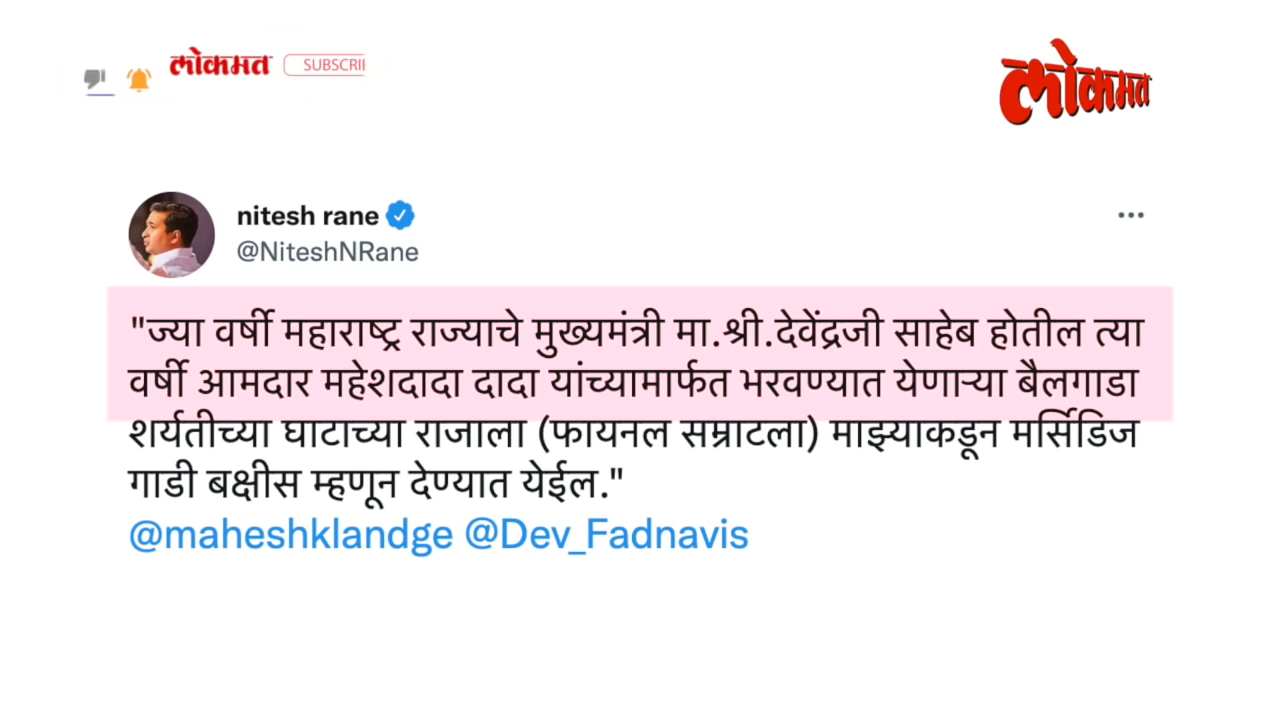 लोकमत SUBSCRI
लोकमत
nitesh rane
@NiteshNRane
"ज्या वर्षी महाराष्ट्र राज्याचे मुख्यमंत्री मा.श्री.देवेंद्रजी साहेब होतील त्या
वर्षी आमदार महेशदादा दादा यांच्यामार्फत भरवण्यात येणाऱ्या बैलगाडा
शर्यतीच्या घाटाच्या राजाला (फायनल सम्राटला) माझ्याकडून मर्सिडिज
गाडी बक्षीस म्हणून देण्यात येईल."
@maheshklandge @Dev_Fadnavis